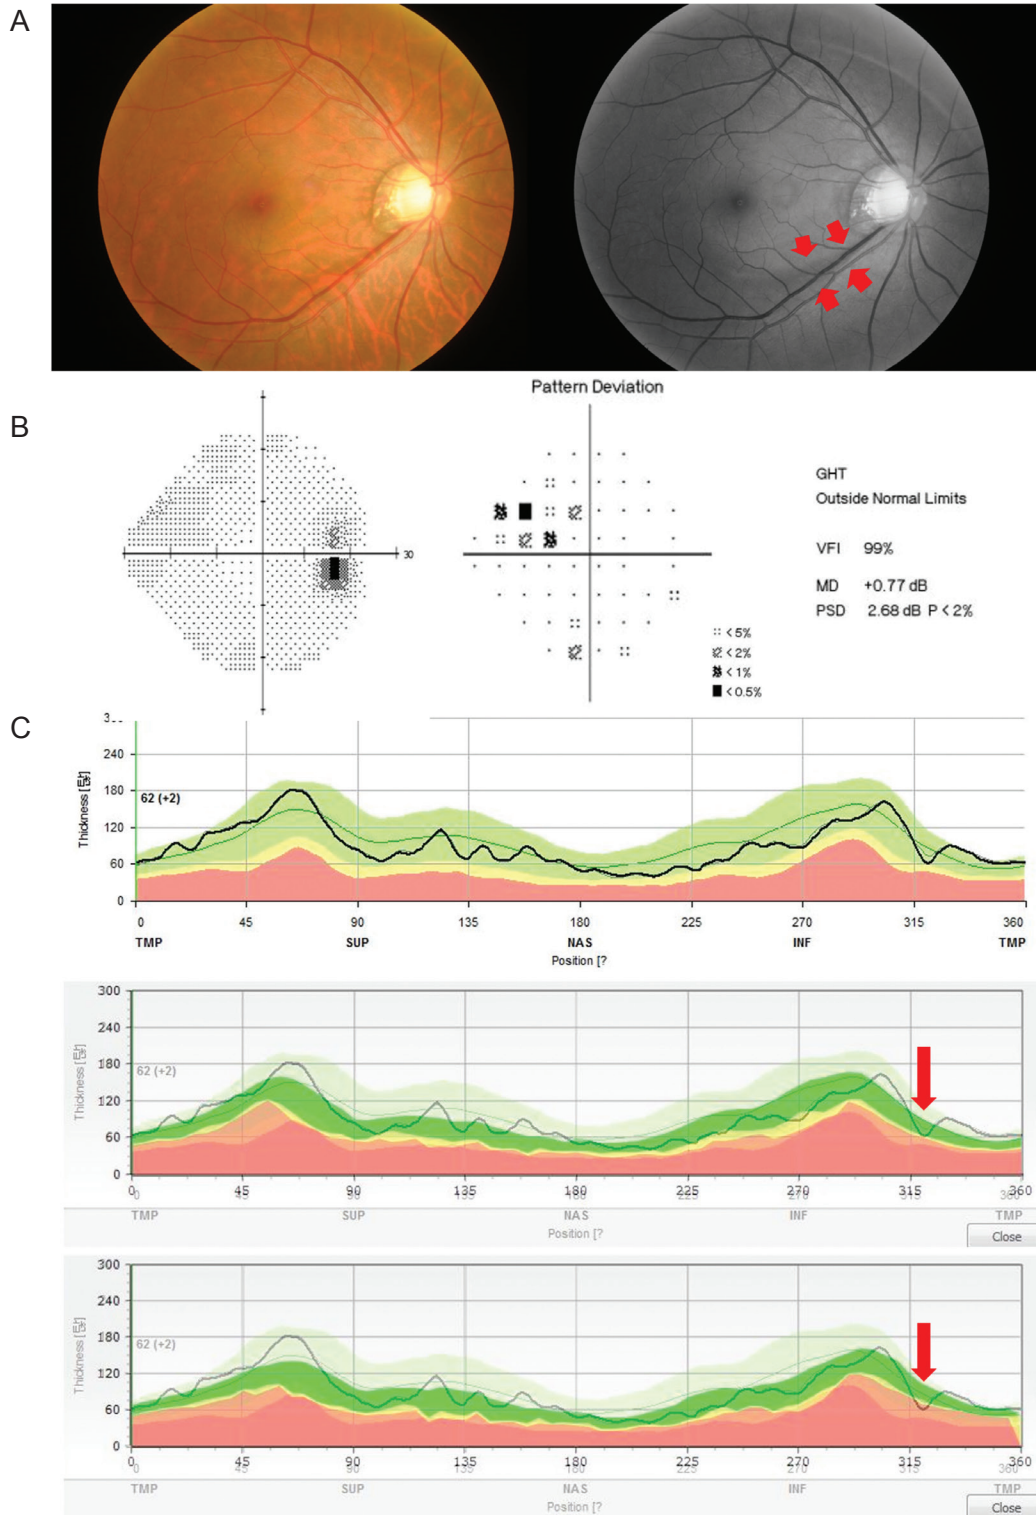 A
B
Pattern Deviation
30
GHT
Outside Normal Limits
VFI 99%
MD +0.77 dB
PSD 2.68 dB P < 2%
< 5%
< 2%
< 1%
< 0.5%
C
240
180
120
60
0
Thickness
62 (+2)
0 45 90 135 180 225 270 315 360
TMP SUP NAS INF TMP
Position [?
300
240
180
120
60
0
Thickness
62 (+2)
0 45 90 135 180 225 270 315 360
TMP SUP NAS INF TMP
Position [?
Close
300
240
180
120
60
0
Thickness
62 (+2)
0 45 90 135 180 225 270 315 360
TMP SUP NAS INF TMP
Position [?
Close